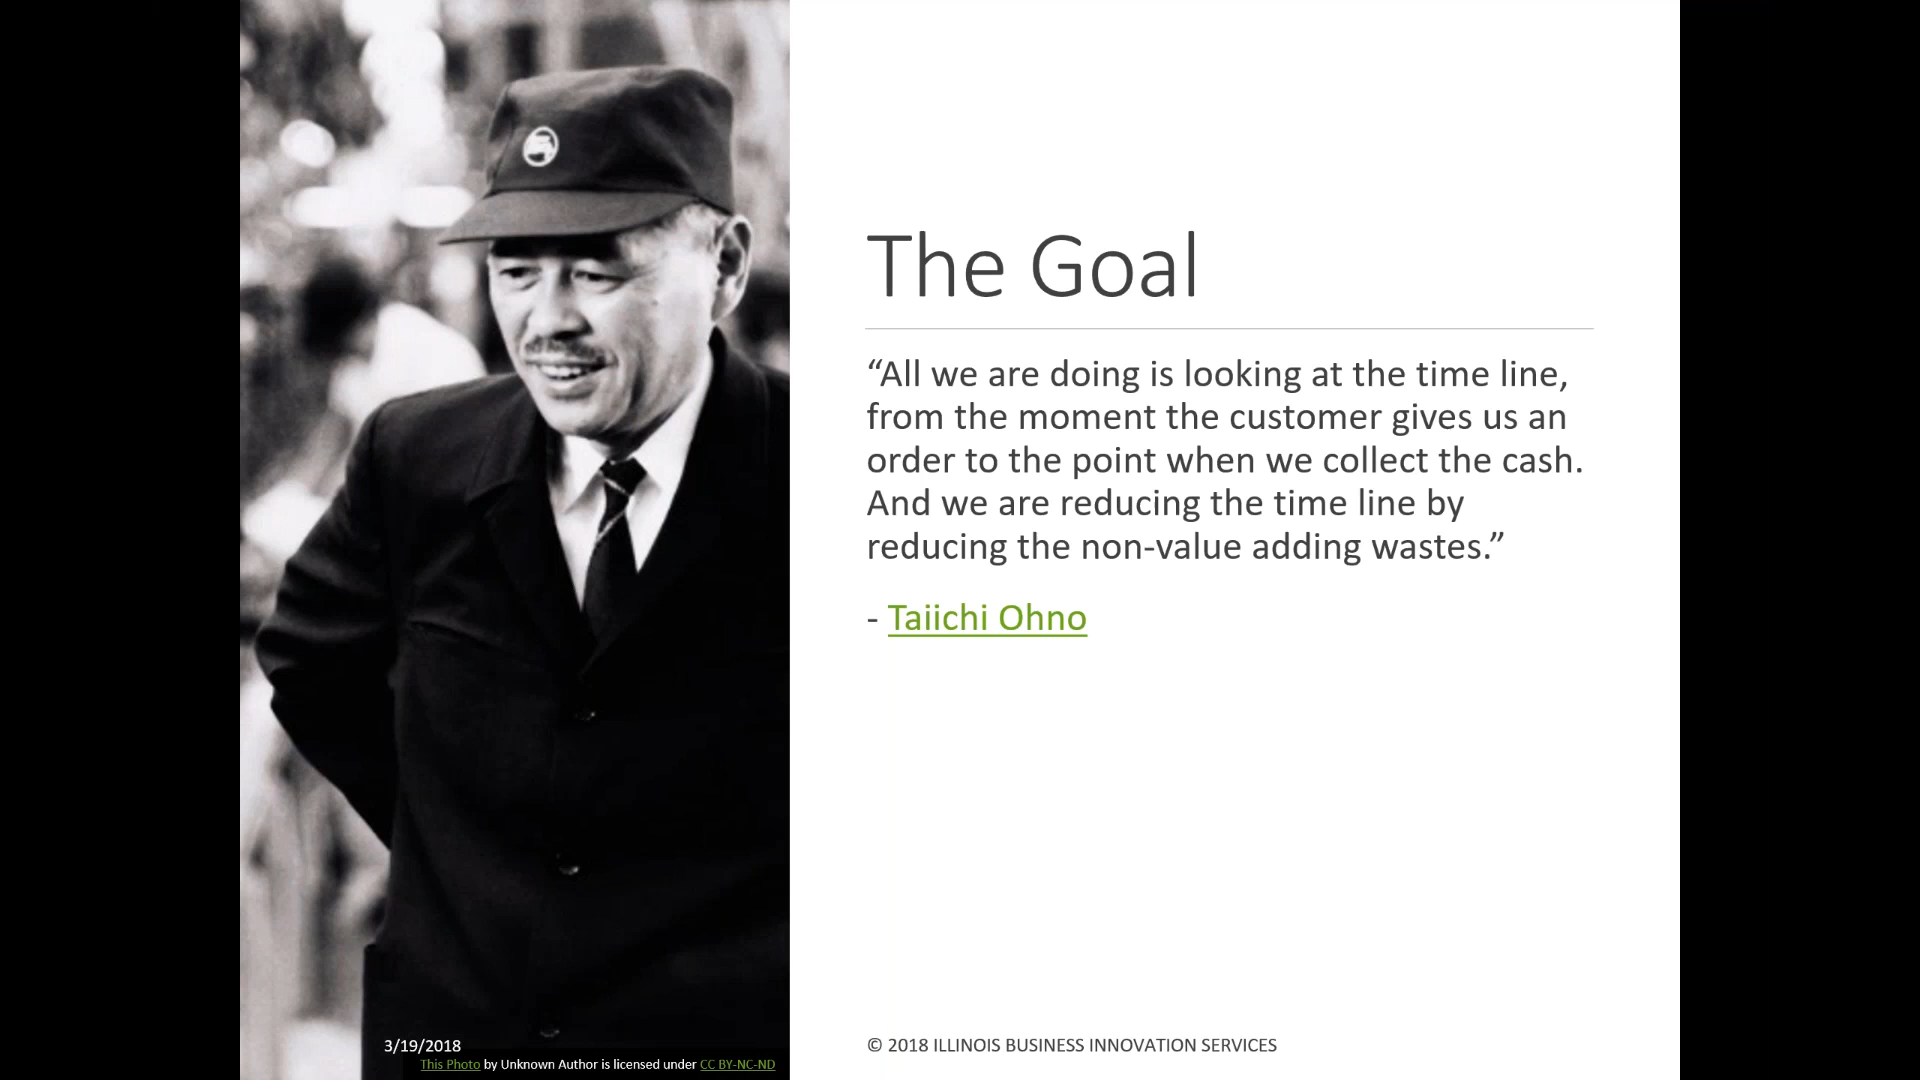 The Goal
“All we are doing is looking at the time line,
from the moment the customer gives us an
order to the point when we collect the cash.
And we are reducing the time line by
reducing the non-value adding wastes.”
- Taiichi Ohno
3/19/2018
This Photo by Unknown Author is licensed under CC BY-NC-ND
© 2018 ILLINOIS BUSINESS INNOVATION SERVICES